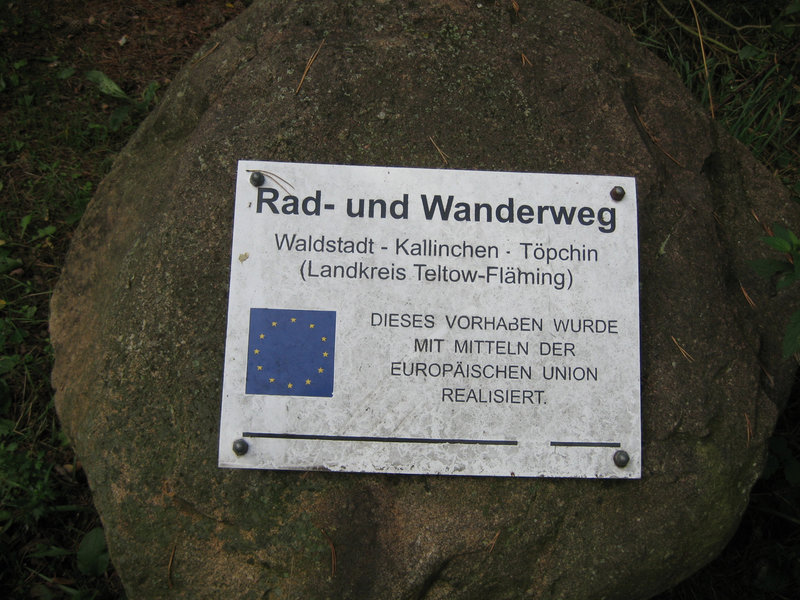 Rad- und Wanderweg
Waldstadt - Kallinchen - Töpchin
(Landkreis Teltow-Fläming)
DIESES VORHABEN WURDE
MIT MITTELN DER
EUROPÄISCHEN UNION
REALISIERT.